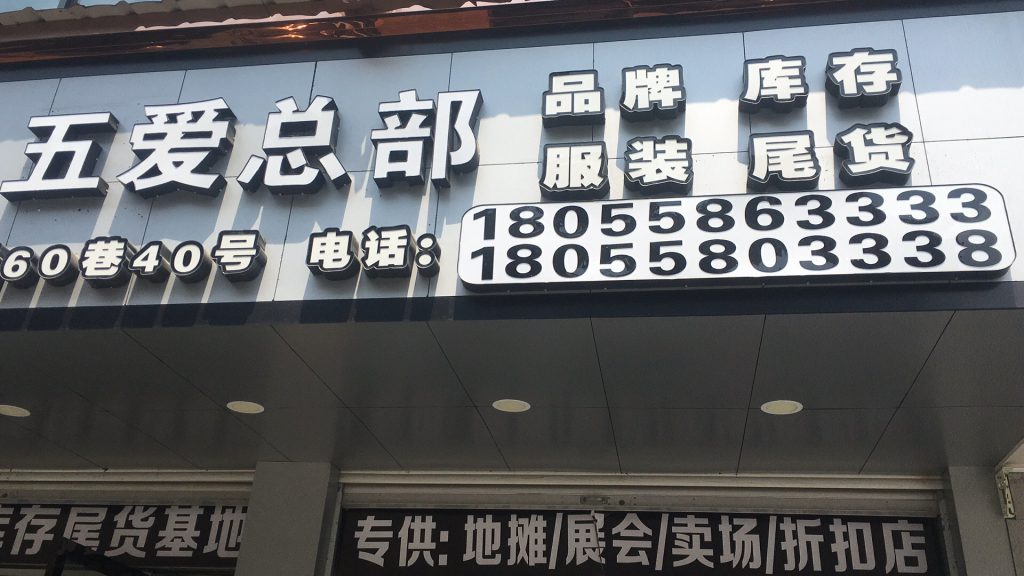 五爱总部
品牌 库存
服装 尾货
60巷40号 电话：
18055863333
18055803338
库存尾货基地
专供:地摊/展会/卖场/折扣店